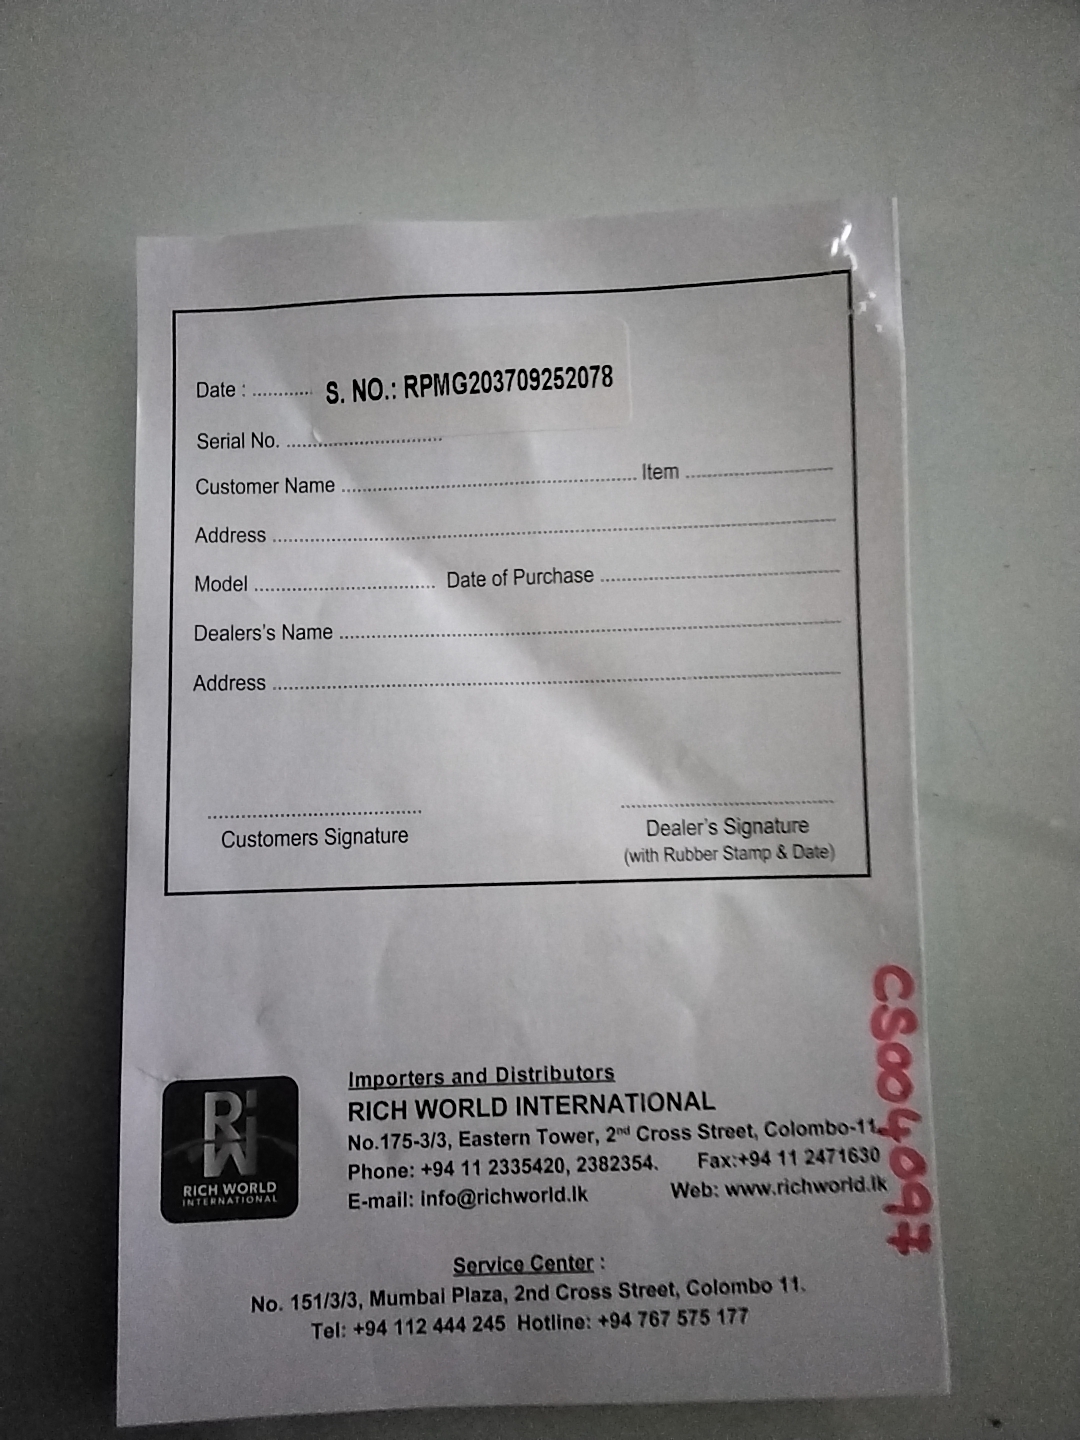 Date : ............ S. NO.: RPMG203709252078
Serial No. ................................
Customer Name ............................................................ Item ..............................
Address ................................................................................................................
Model ..................................... Date of Purchase ................................................
Dealers's Name ....................................................................................................
Address ................................................................................................................
............................................ ............................................
Customers Signature Dealer's Signature
(with Rubber Stamp & Date)
CS004097
RiW
RICH WORLD
INTERNATIONAL
Importers and Distributors
RICH WORLD INTERNATIONAL
No.175-3/3, Eastern Tower, 2nd Cross Street, Colombo-11.
Phone: +94 11 2335420, 2382354. Fax:+94 11 2471630
E-mail: info@richworld.lk Web: www.richworld.lk
Service Center :
No. 151/3/3, Mumbai Plaza, 2nd Cross Street, Colombo 11.
Tel: +94 112 444 245 Hotline: +94 767 575 177